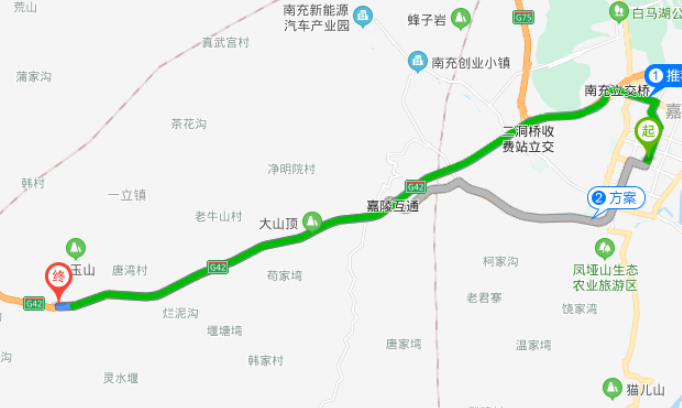 荒山
南充新能源
汽车产业园
蜂子岩
G75
白马湖公
真武宫村
蒲家沟
南充创业小镇
1 推荐
南充立交桥
嘉
茶花沟
二洞桥收
费站立交
起
净明院村
韩村
一立镇
G42
嘉陵互通
2 方案
老牛山村
大山顶
玉山
唐湾村
G42
荀家塆
柯家沟
凤垭山生态
农业旅游区
终
G42
老君寨
饶家湾
烂泥沟
堰塘塆
唐家塆
温家塆
沟
韩家村
灵水堰
猫儿山